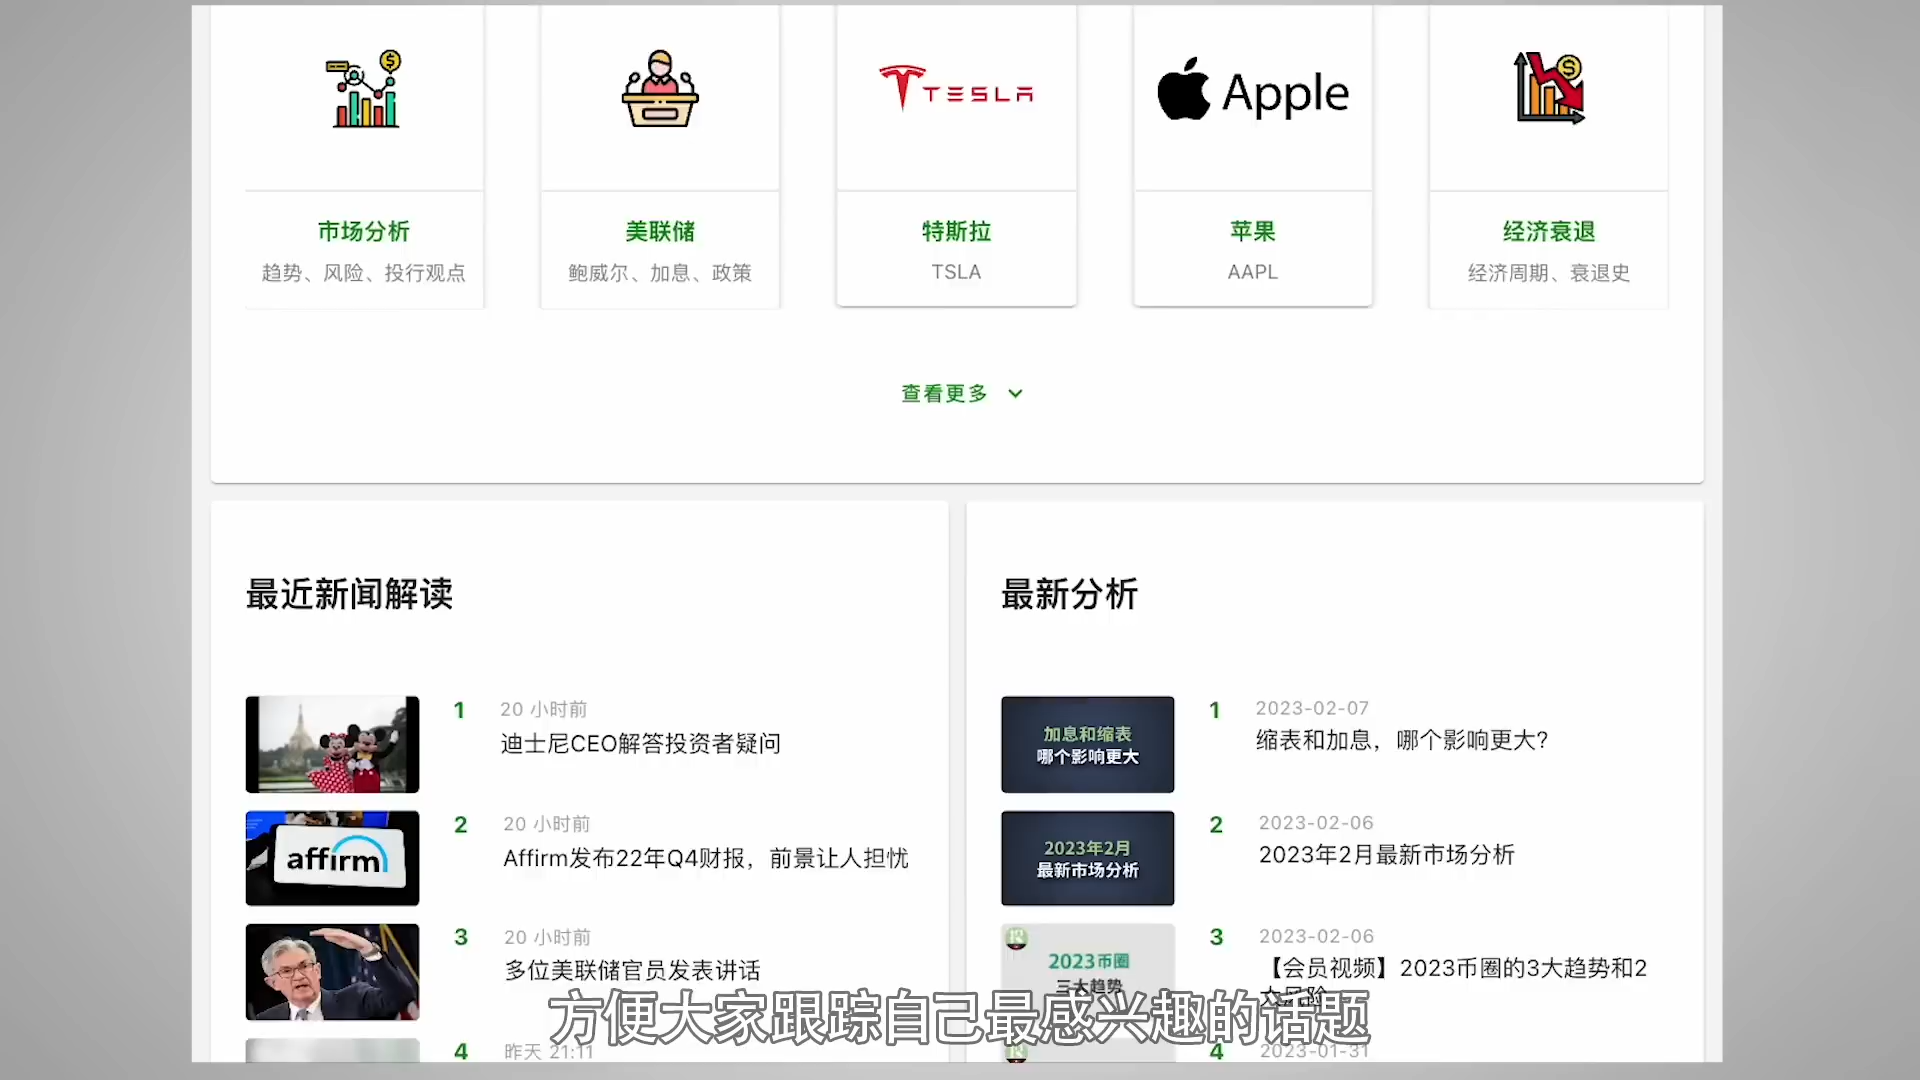 TESLA
Apple
市场分析
趋势、风险、投行观点
美联储
鲍威尔、加息、政策
特斯拉
TSLA
苹果
AAPL
经济衰退
经济周期、衰退史
查看更多
最近新闻解读
1
20 小时前
迪士尼CEO解答投资者疑问
affirm
2
20 小时前
Affirm发布22年Q4财报，前景让人担忧
3
20 小时前
多位美联储官员发表讲话
4
昨天 21:11
最新分析
加息和缩表
哪个影响更大
1
2023-02-07
缩表和加息，哪个影响更大？
2023年2月
最新市场分析
2
2023-02-06
2023年2月最新市场分析
2023币圈
三大趋势
3
2023-02-06
【会员视频】2023币圈的3大趋势和2
大风险
4
2023-01-31
方便大家跟踪自己最感兴趣的话题